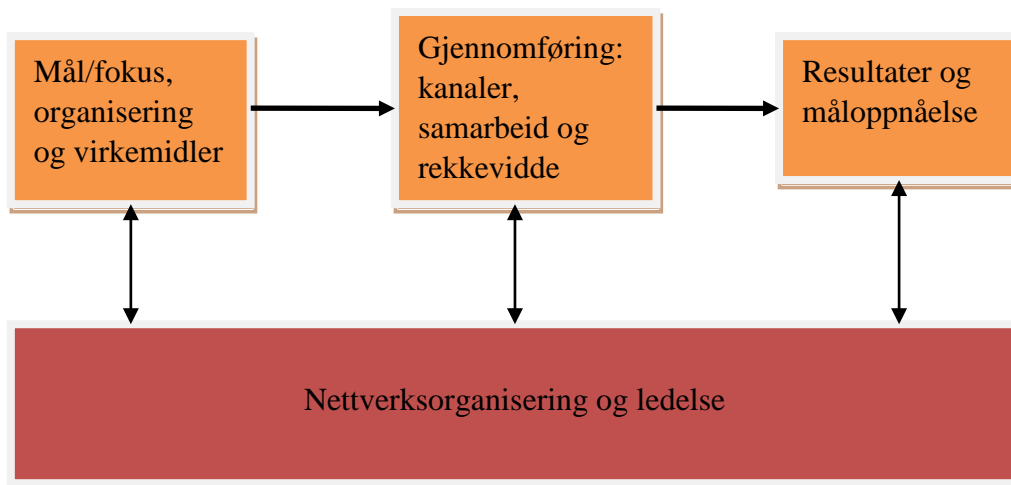 Mål/fokus,
organisering
og virkemidler
Gjennomføring:
kanaler,
samarbeid og
rekkevidde
Resultater og
måloppnåelse
Nettverksorganisering og ledelse